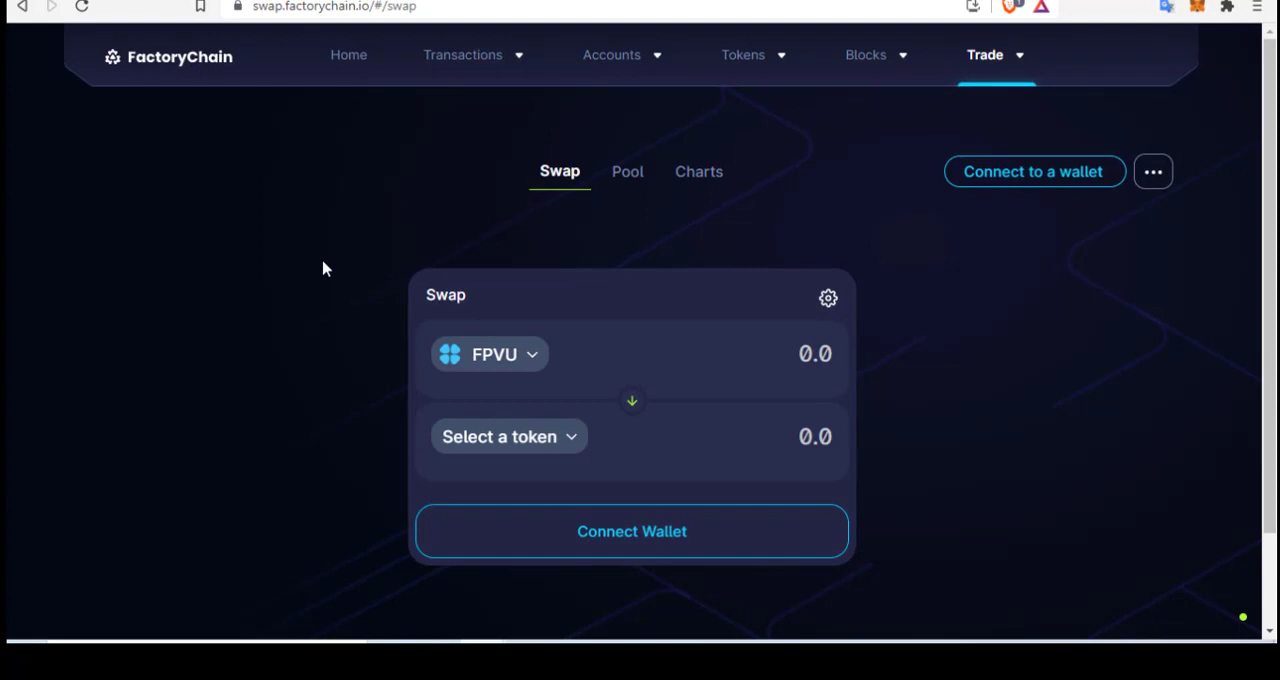 swap.factorychain.io/#/swap
FactoryChain Home Transactions Accounts Tokens Blocks Trade
Swap Pool Charts Connect to a wallet
Swap
FPVU 0.0
Select a token 0.0
Connect Wallet